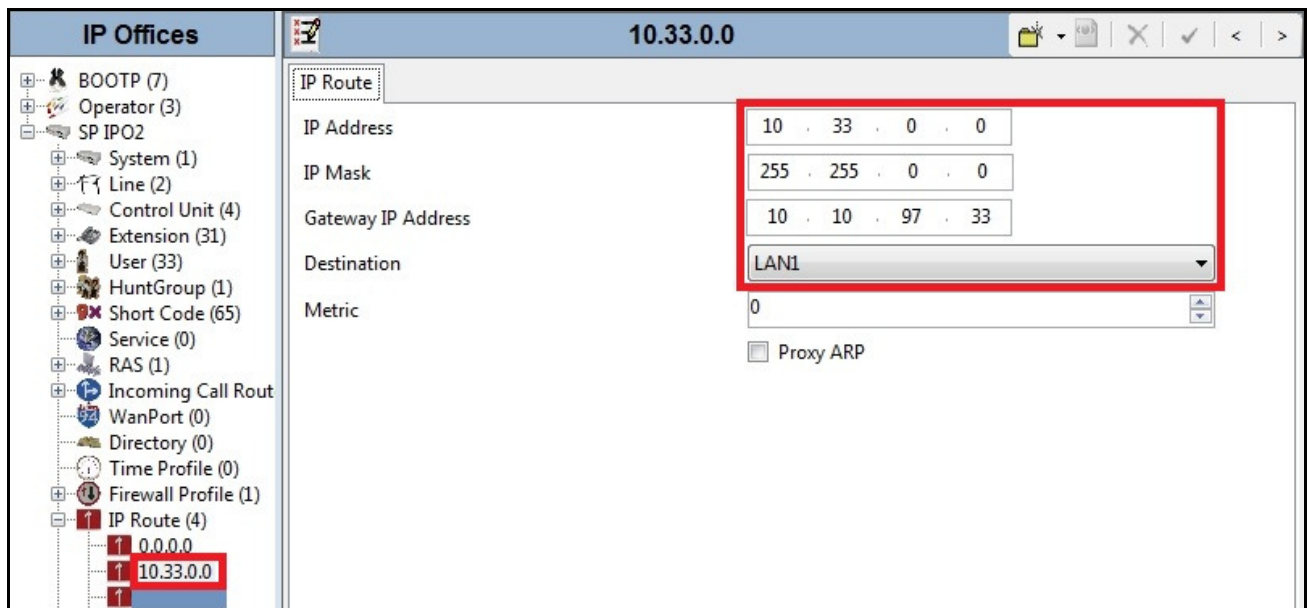 IP Offices
10.33.0.0
BOOTP (7)
Operator (3)
SP IPO2
System (1)
Line (2)
Control Unit (4)
Extension (31)
User (33)
HuntGroup (1)
Short Code (65)
Service (0)
RAS (1)
Incoming Call Rout
WanPort (0)
Directory (0)
Time Profile (0)
Firewall Profile (1)
IP Route (4)
0.0.0.0
10.33.0.0
IP Route
IP Address 10 . 33 . 0 . 0
IP Mask 255 . 255 . 0 . 0
Gateway IP Address 10 . 10 . 97 . 33
Destination LAN1
Metric 0
Proxy ARP